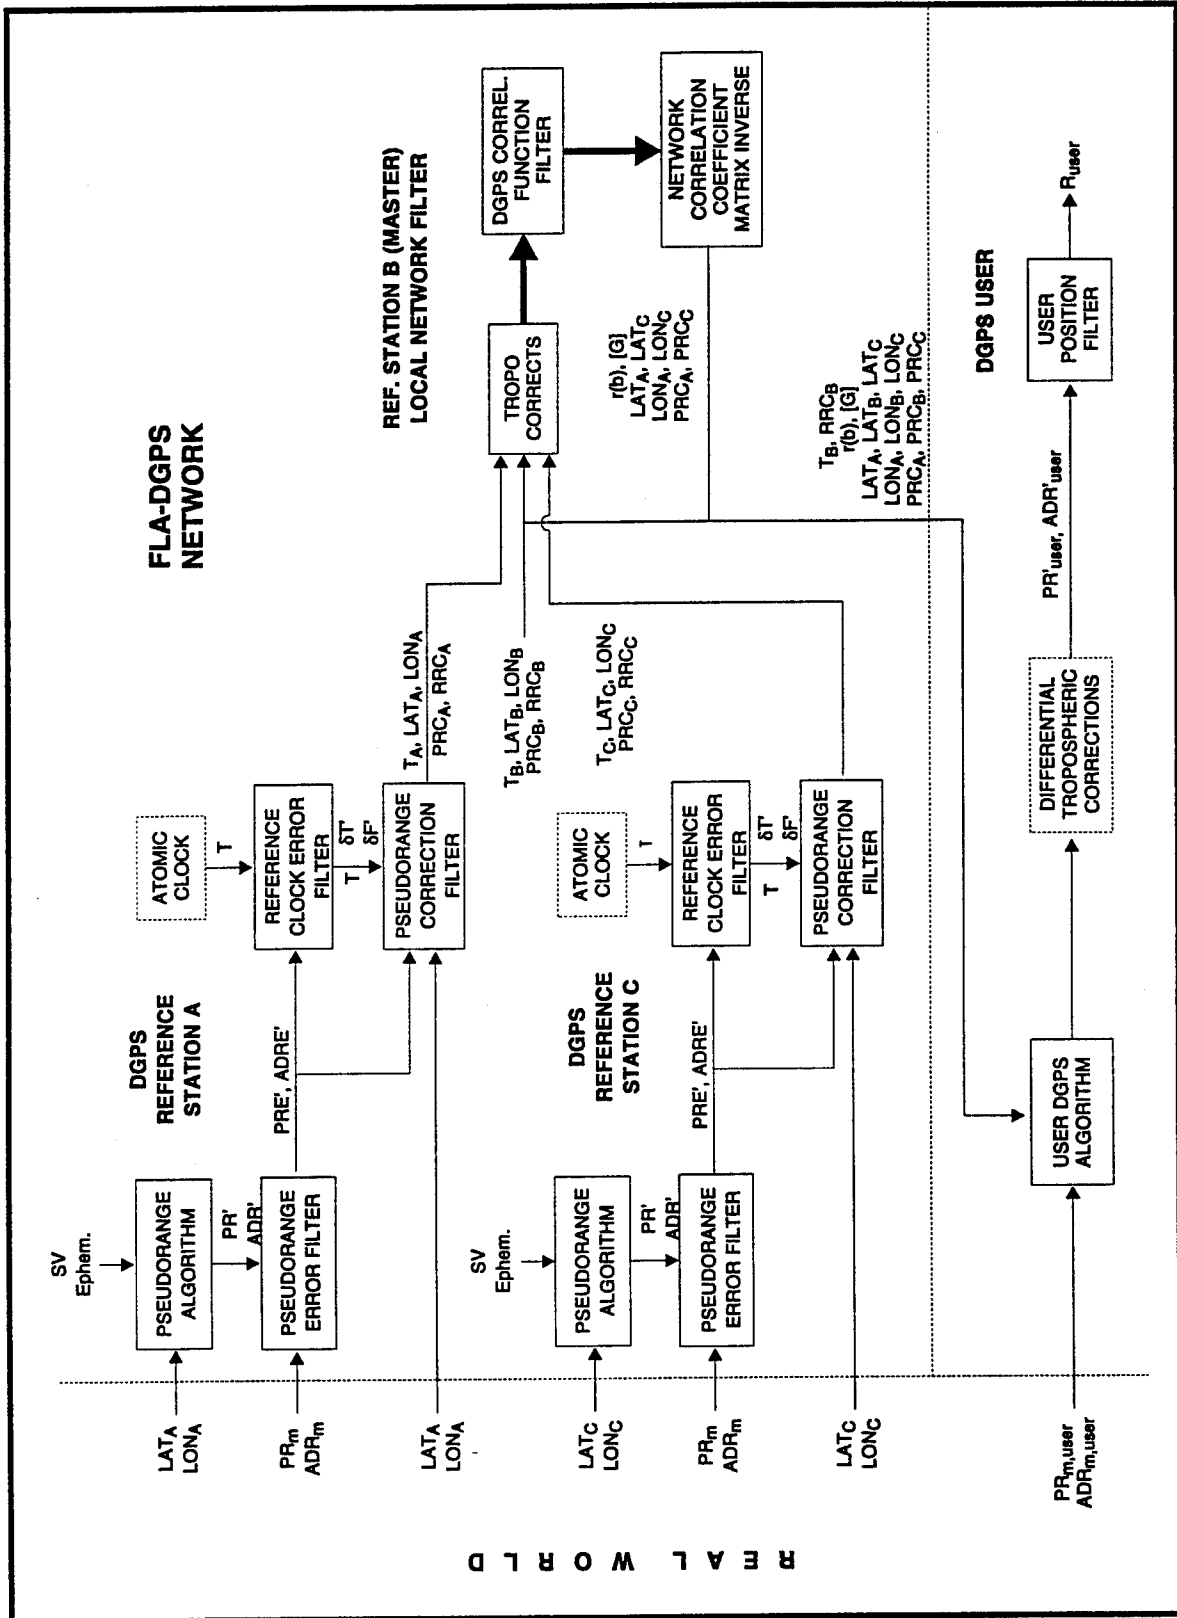 FLA-DGPS
NETWORK
DGPS
REFERENCE
STATION A
SV
Ephem.
LATA
LONA
PSEUDORANGE
ALGORITHM
PR'
ADR'
PRm
ADRm
PSEUDORANGE
ERROR FILTER
PRE', ADRE'
ATOMIC
CLOCK
T
REFERENCE
CLOCK ERROR
FILTER
T
δT'
δF'
LATA
LONA
PSEUDORANGE
CORRECTION
FILTER
TA, LATA, LONA
PRCA, RRCA
TB, LATB, LONB
PRCB, RRCB
REF. STATION B (MASTER)
LOCAL NETWORK FILTER
TROPO
CORRECTS
DGPS CORREL.
FUNCTION
FILTER
NETWORK
CORRELATION
COEFFICIENT
MATRIX INVERSE
r(b), [G]
LATA, LATC
LONA, LONC
PRCA, PRCC
DGPS
REFERENCE
STATION C
SV
Ephem.
LATC
LONC
PSEUDORANGE
ALGORITHM
PR'
ADR'
PRm
ADRm
PSEUDORANGE
ERROR FILTER
PRE', ADRE'
ATOMIC
CLOCK
T
REFERENCE
CLOCK ERROR
FILTER
T
δT'
δF'
LATC
LONC
PSEUDORANGE
CORRECTION
FILTER
TC, LATC, LONC
PRCC, RRCC
TB, RRCB
r(b), [G]
LATA, LATB, LATC
LONA, LONB, LONC
PRCA, PRCB, PRCC
DGPS USER
PRm,user
ADRm,user
USER DGPS
ALGORITHM
DIFFERENTIAL
TROPOSPHERIC
CORRECTIONS
PR'user, ADR'user
USER
POSITION
FILTER
Ruser
REAL WORLD